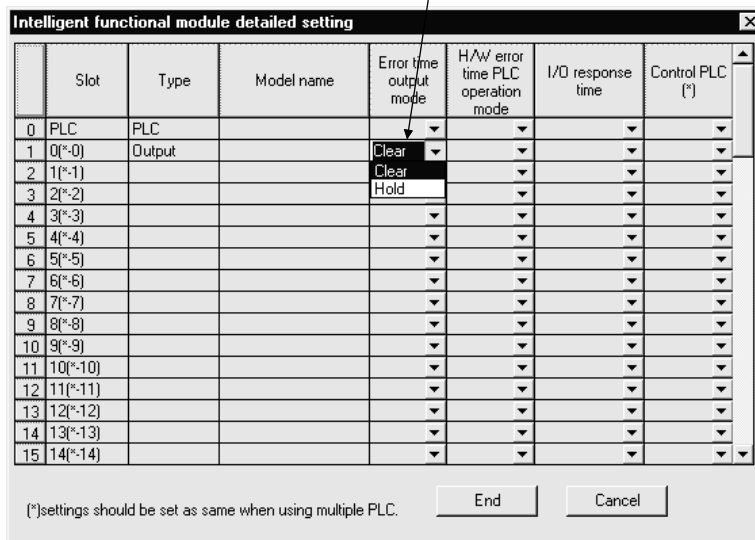 Intelligent functional module detailed setting
Slot Type Model name Error time output mode H/W error time PLC operation mode I/O response time Control PLC (*)
0 PLC PLC
1 0(*-0) Output Clear
Clear
Hold
2 1(*-1)
3 2(*-2)
4 3(*-3)
5 4(*-4)
6 5(*-5)
7 6(*-6)
8 7(*-7)
9 8(*-8)
10 9(*-9)
11 10(*-10)
12 11(*-11)
13 12(*-12)
14 13(*-13)
15 14(*-14)
(*)settings should be set as same when using multiple PLC.
End Cancel